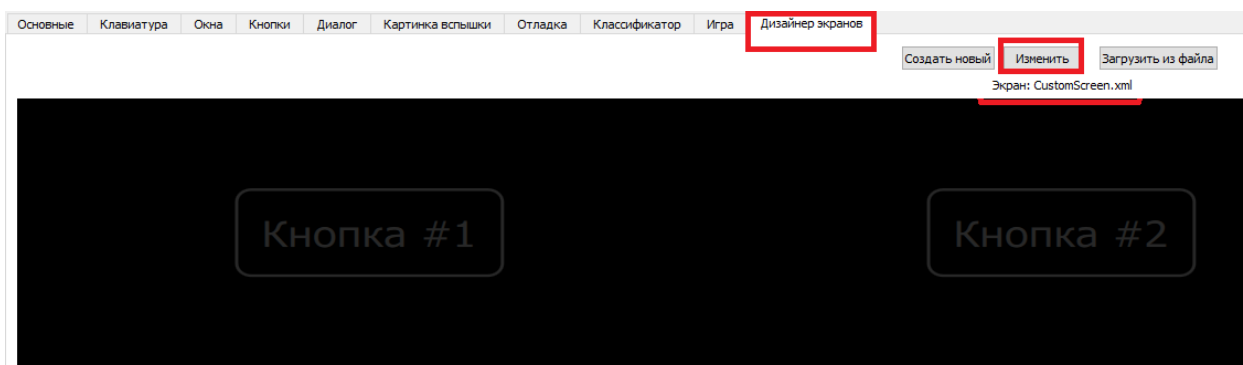 Основные Клавиатура Окна Кнопки Диалог Картинка вспышки Отладка Классификатор Игра Дизайнер экранов
Создать новый Изменить Загрузить из файла
Экран: CustomScreen.xml
Кнопка #1 Кнопка #2